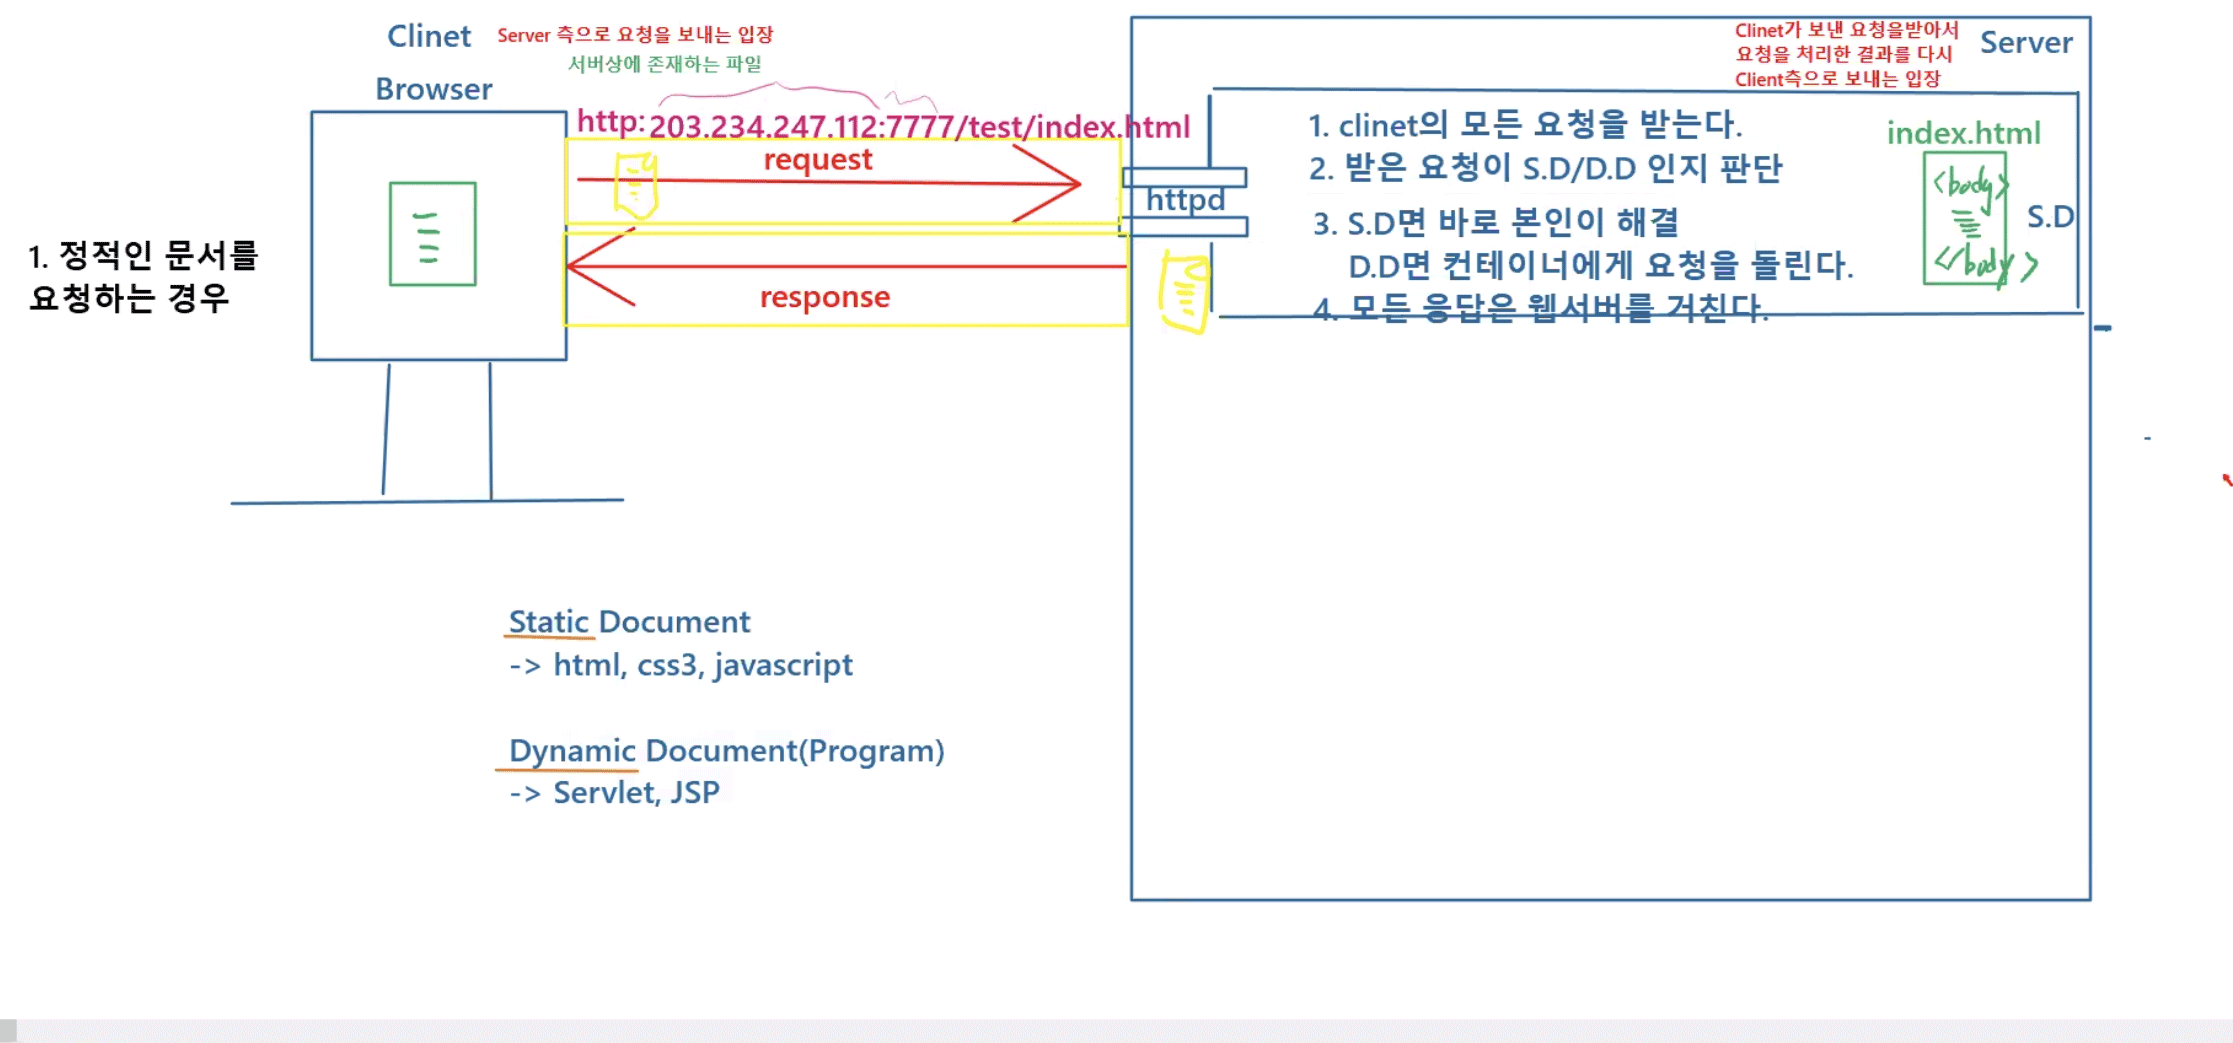 Clinet
Server 측으로 요청을 보내는 입장
서버상에 존재하는 파일
Browser
http:203.234.247.112:7777/test/index.html
request
response
httpd
1. 정적인 문서를
요청하는 경우
Clinet가 보낸 요청을받아서
요청을 처리한 결과를 다시
Client측으로 보내는 입장
Server
1. clinet의 모든 요청을 받는다.
2. 받은 요청이 S.D/D.D 인지 판단
3. S.D면 바로 본인이 해결
D.D면 컨테이너에게 요청을 돌린다.
4. 모든 응답은 웹서버를 거친다.
index.html
<body>
</body>
S.D
Static Document
-> html, css3, javascript
Dynamic Document(Program)
-> Servlet, JSP